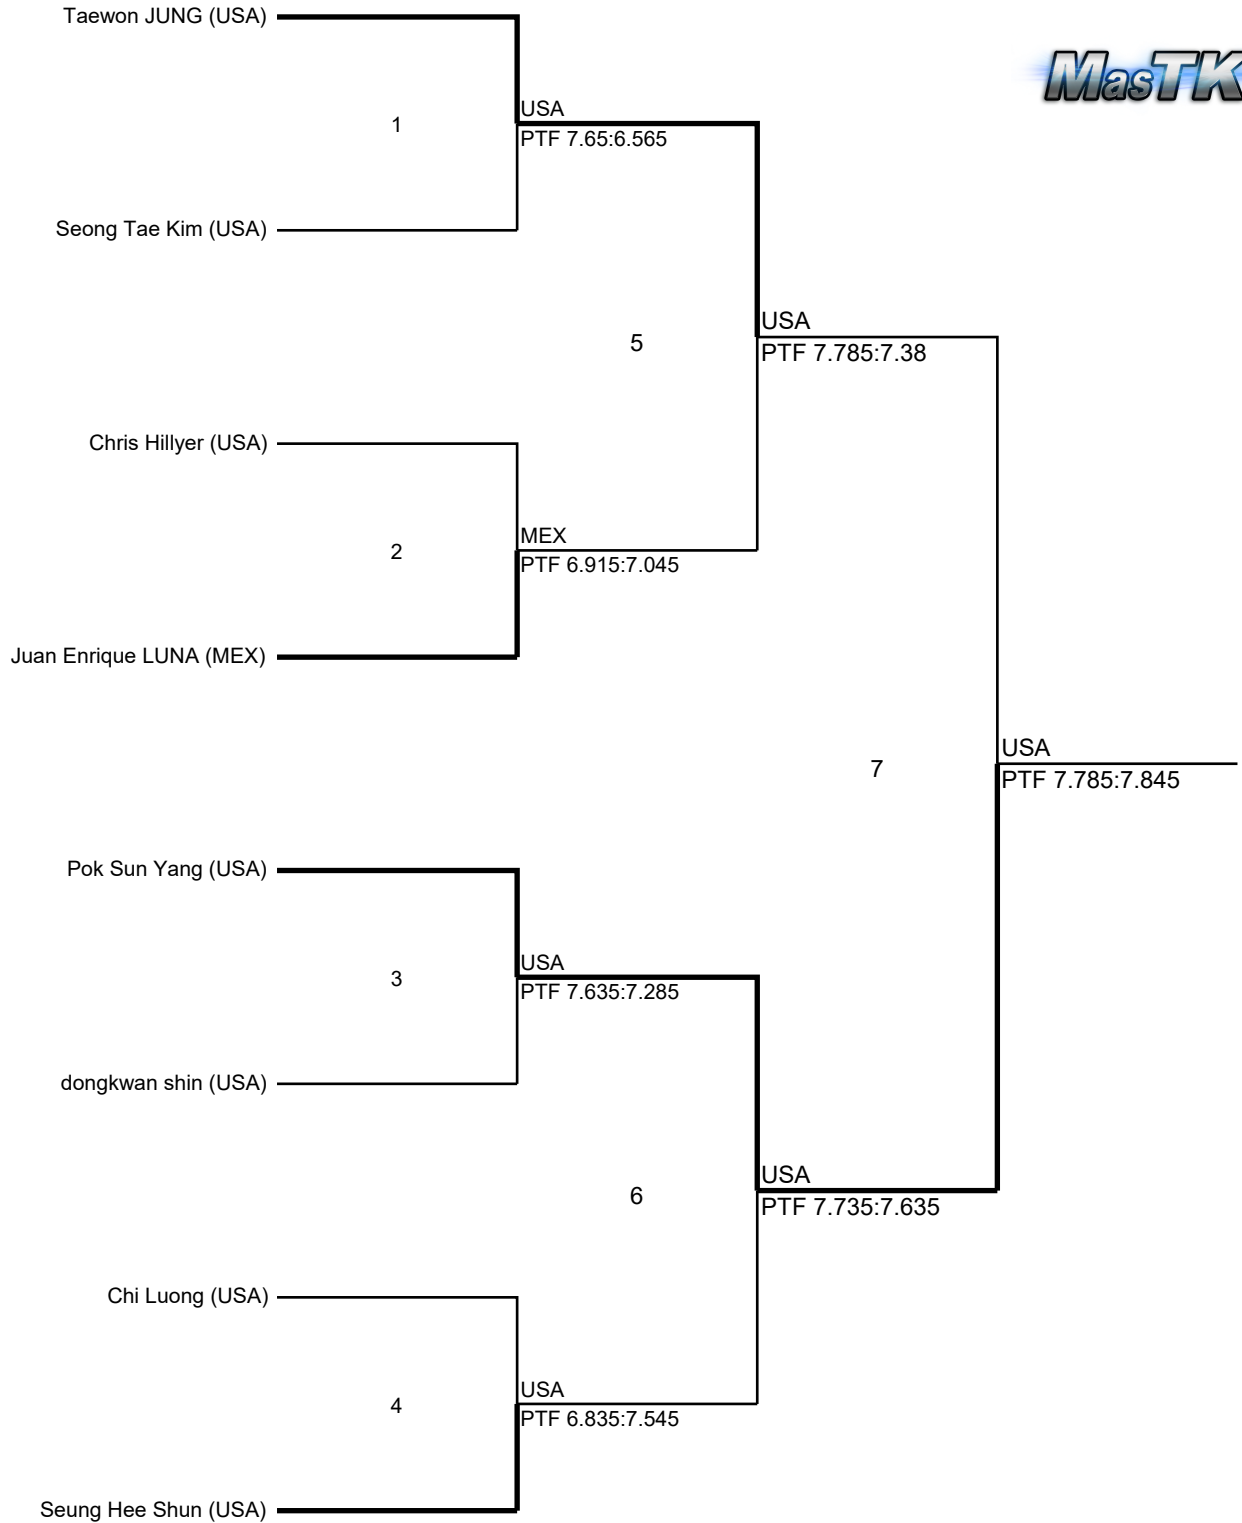 Taewon JUNG (USA)
MasTK
USA
1
PTF 7.65:6.565
Seong Tae Kim (USA)
USA
5
PTF 7.785:7.38
Chris Hillyer (USA)
MEX
2
PTF 6.915:7.045
Juan Enrique LUNA (MEX)
USA
7
PTF 7.785:7.845
Pok Sun Yang (USA)
USA
3
PTF 7.635:7.285
dongkwan shin (USA)
USA
6
PTF 7.735:7.635
Chi Luong (USA)
USA
4
PTF 6.835:7.545
Seung Hee Shun (USA)